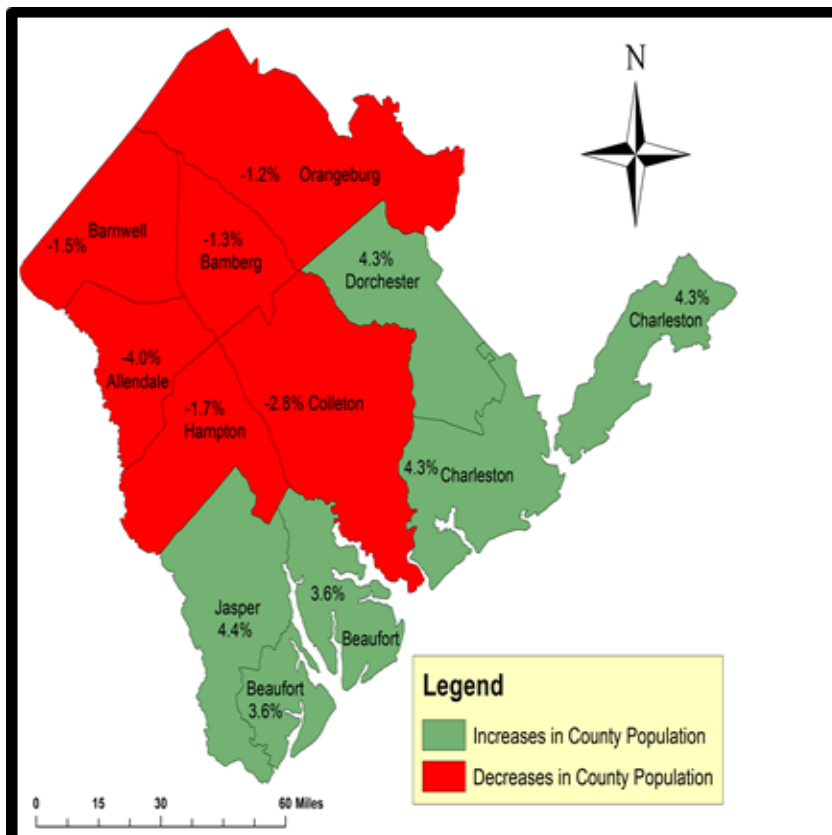 N
-1.2% Orangeburg
Barnwell
-1.5%
-1.3%
Bamberg
4.3%
Dorchester
4.3%
Charleston
-4.0%
Allendale
-1.7%
Hampton
-2.8% Colleton
4.3% Charleston
Jasper
4.4%
3.6%
Beaufort
Beaufort
3.6%
Legend
Increases in County Population
Decreases in County Population
0 15 30 60 Miles